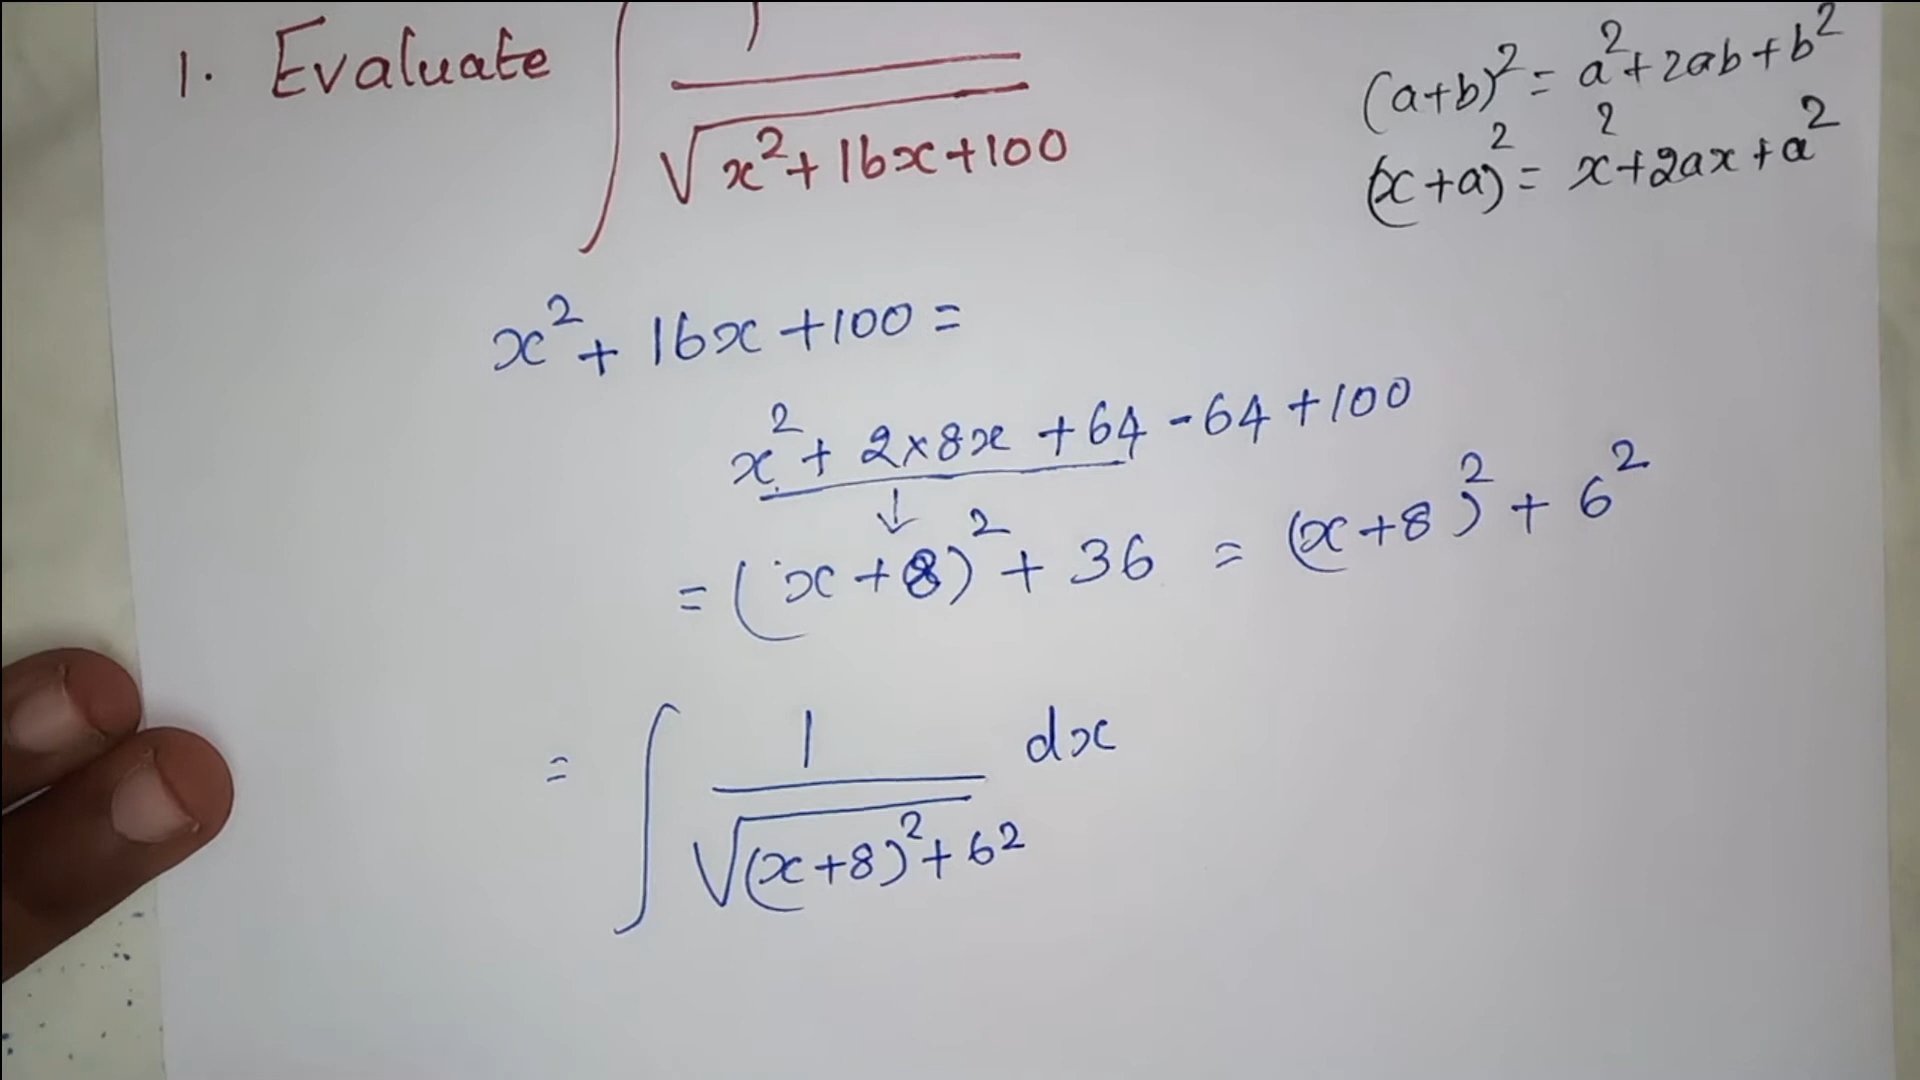 1. Evaluate ∫ 1/√(x²+16x+100)
(a+b)² = a²+2ab+b²
(x+a)² = x²+2ax+a²
x² + 16x +100 =
x² + 2×8x +64 -64 +100
↓
= (x+8)² + 36 = (x+8)² + 6²
= ∫ 1/√((x+8)²+6²) dx